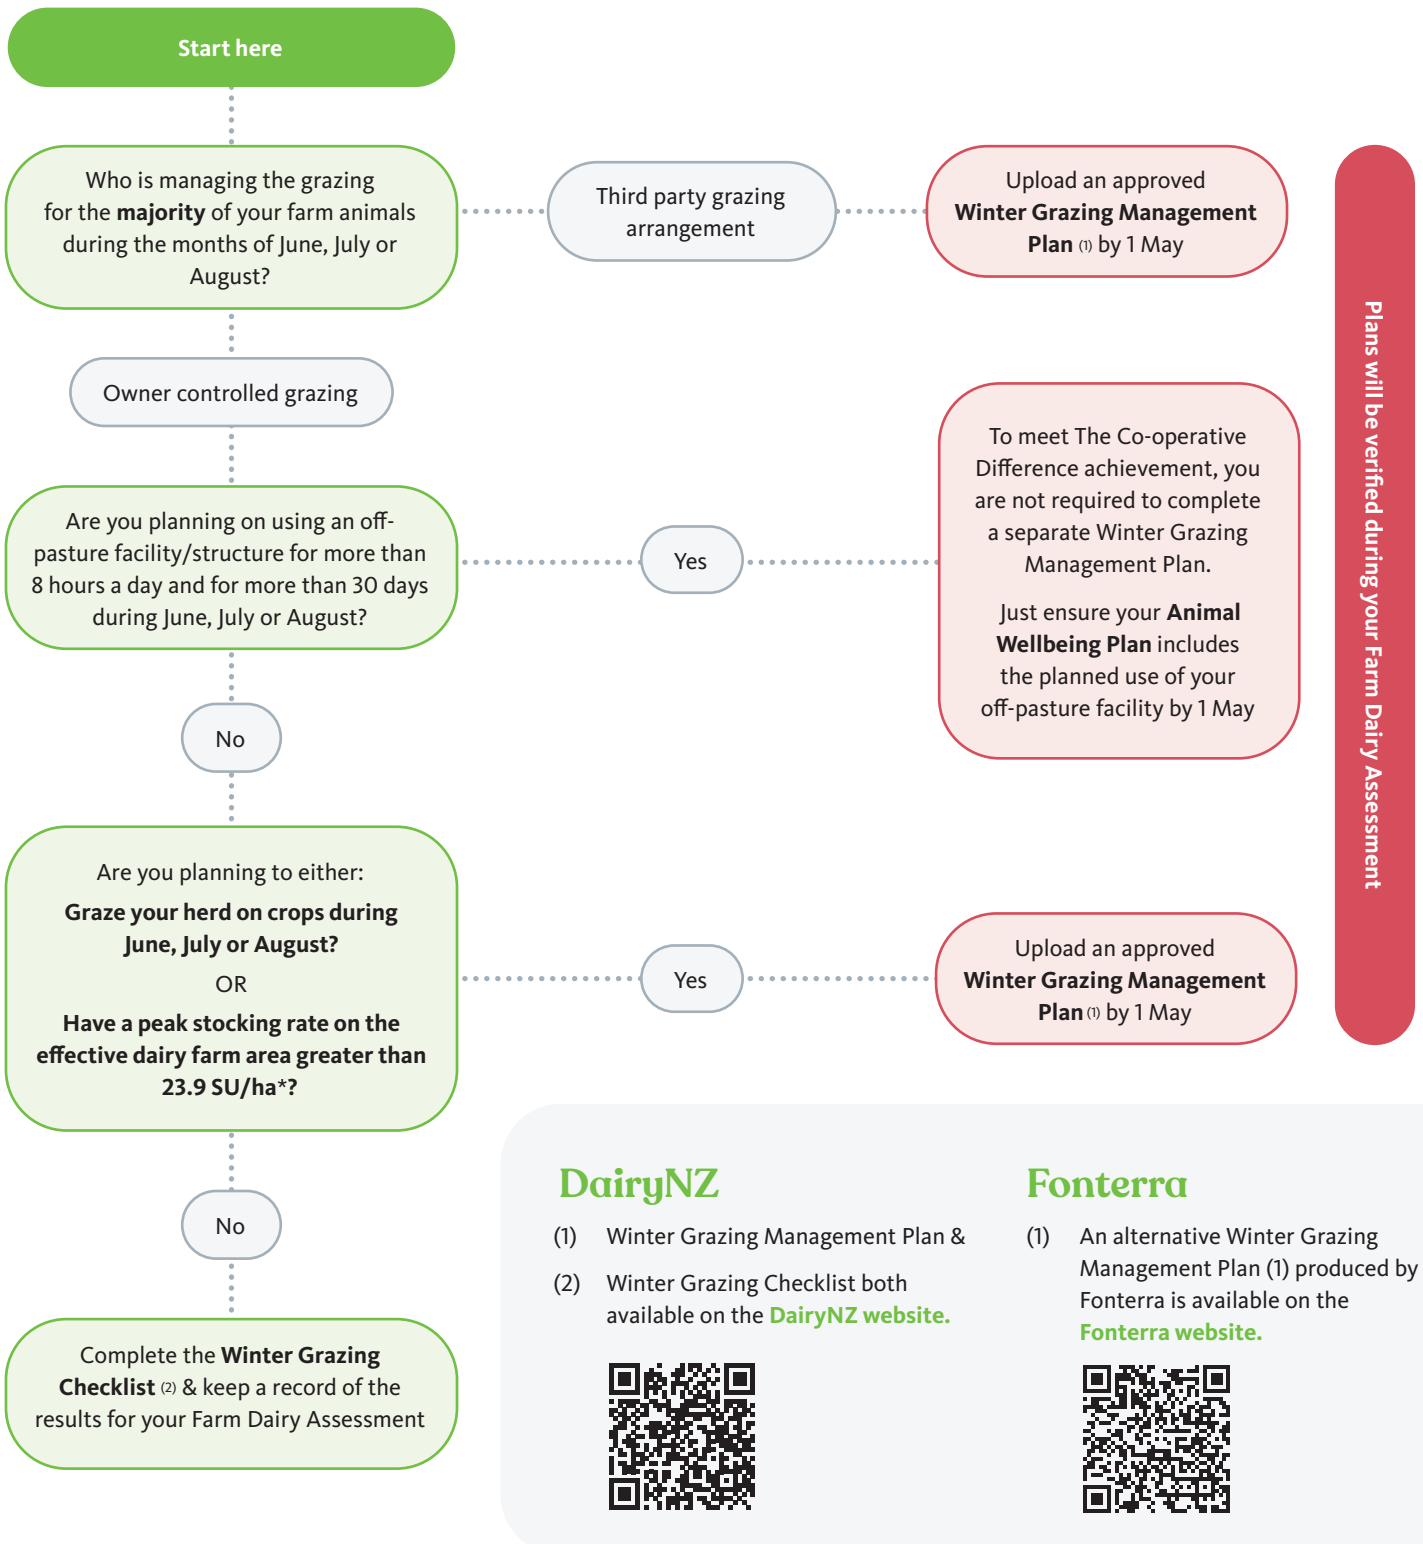 Start here
Who is managing the grazing
for the majority of your farm animals
during the months of June, July or
August?
Third party grazing
arrangement
Upload an approved
Winter Grazing Management
Plan (1) by 1 May
Owner controlled grazing
Are you planning on using an off-
pasture facility/structure for more than
8 hours a day and for more than 30 days
during June, July or August?
Yes
To meet The Co-operative
Difference achievement, you
are not required to complete
a separate Winter Grazing
Management Plan.
Just ensure your Animal
Wellbeing Plan includes
the planned use of your
off-pasture facility by 1 May
No
Are you planning to either:
Graze your herd on crops during
June, July or August?
OR
Have a peak stocking rate on the
effective dairy farm area greater than
23.9 SU/ha*?
Yes
Upload an approved
Winter Grazing Management
Plan (1) by 1 May
No
Complete the Winter Grazing
Checklist (2) & keep a record of the
results for your Farm Dairy Assessment
Plans will be verified during your Farm Dairy Assessment
DairyNZ
(1) Winter Grazing Management Plan &
(2) Winter Grazing Checklist both
available on the DairyNZ website.
Fonterra
(1) An alternative Winter Grazing
Management Plan (1) produced by
Fonterra is available on the
Fonterra website.